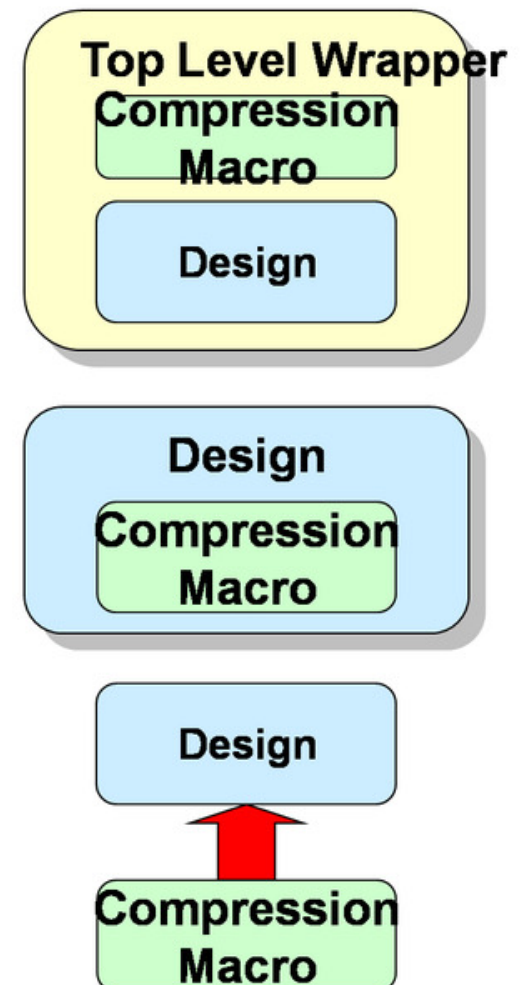 Top Level Wrapper
Compression
Macro
Design
Design
Compression
Macro
Design
Compression
Macro